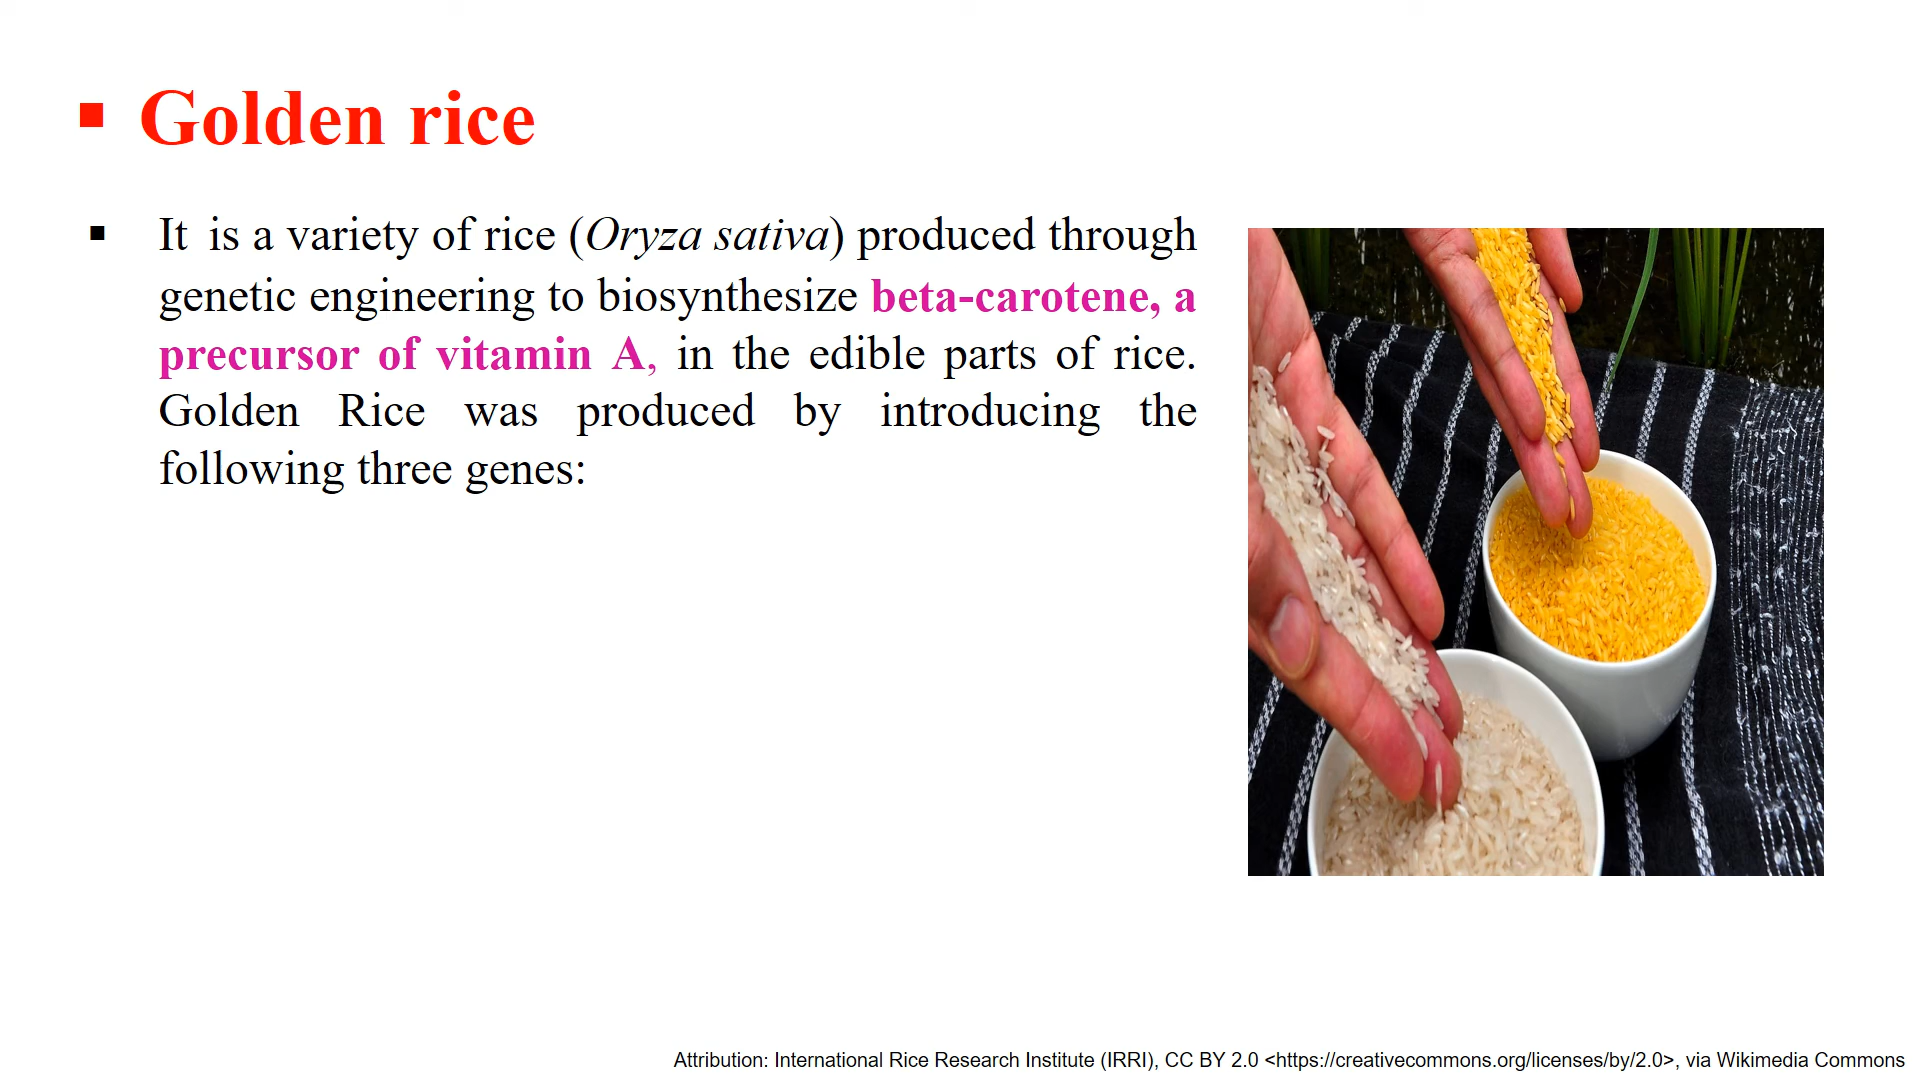 ▪ Golden rice
▪ It is a variety of rice (Oryza sativa) produced through
genetic engineering to biosynthesize beta-carotene, a
precursor of vitamin A, in the edible parts of rice.
Golden Rice was produced by introducing the
following three genes:
Attribution: International Rice Research Institute (IRRI), CC BY 2.0 <https://creativecommons.org/licenses/by/2.0>, via Wikimedia Commons